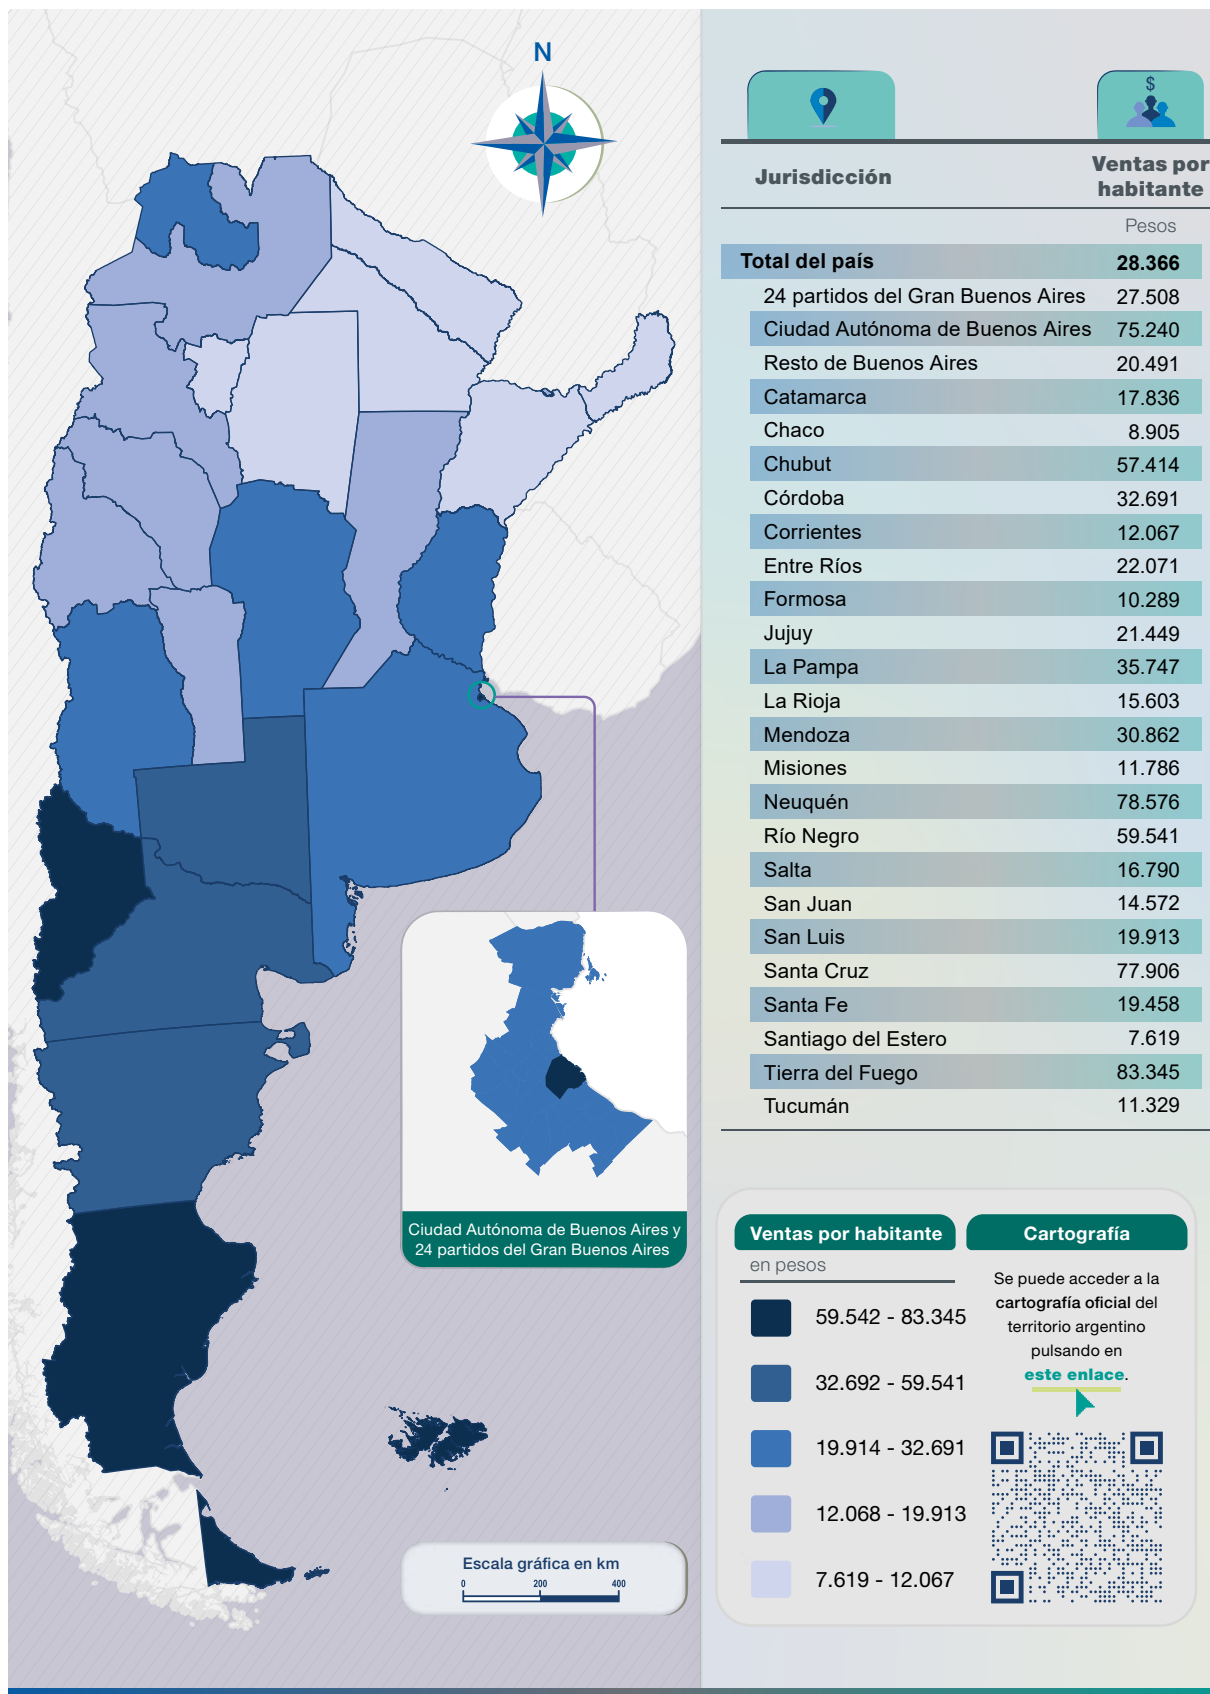 N
$
Jurisdicción
Ventas por
habitante
Pesos
Total del país 28.366
24 partidos del Gran Buenos Aires 27.508
Ciudad Autónoma de Buenos Aires 75.240
Resto de Buenos Aires 20.491
Catamarca 17.836
Chaco 8.905
Chubut 57.414
Córdoba 32.691
Corrientes 12.067
Entre Ríos 22.071
Formosa 10.289
Jujuy 21.449
La Pampa 35.747
La Rioja 15.603
Mendoza 30.862
Misiones 11.786
Neuquén 78.576
Río Negro 59.541
Salta 16.790
San Juan 14.572
San Luis 19.913
Santa Cruz 77.906
Santa Fe 19.458
Santiago del Estero 7.619
Tierra del Fuego 83.345
Tucumán 11.329
Ciudad Autónoma de Buenos Aires y
24 partidos del Gran Buenos Aires
Escala gráfica en km
0 200 400
Ventas por habitante
en pesos
59.542 - 83.345
32.692 - 59.541
19.914 - 32.691
12.068 - 19.913
7.619 - 12.067
Cartografía
Se puede acceder a la
cartografía oficial del
territorio argentino
pulsando en
este enlace.